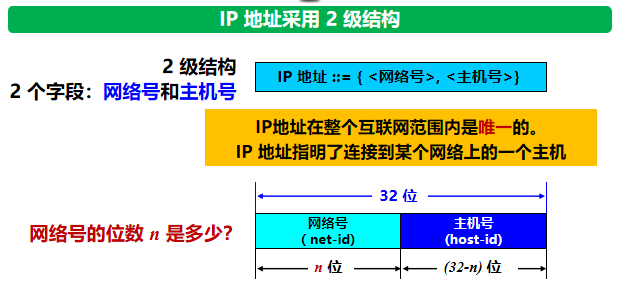 IP 地址采用 2 级结构
2 级结构
2 个字段：网络号和主机号
IP 地址 ::= { <网络号>, <主机号>}
IP地址在整个互联网范围内是唯一的。
IP 地址指明了连接到某个网络上的一个主机
32 位
网络号的位数 n 是多少？
网络号
( net-id)
主机号
(host-id)
n 位
(32-n) 位